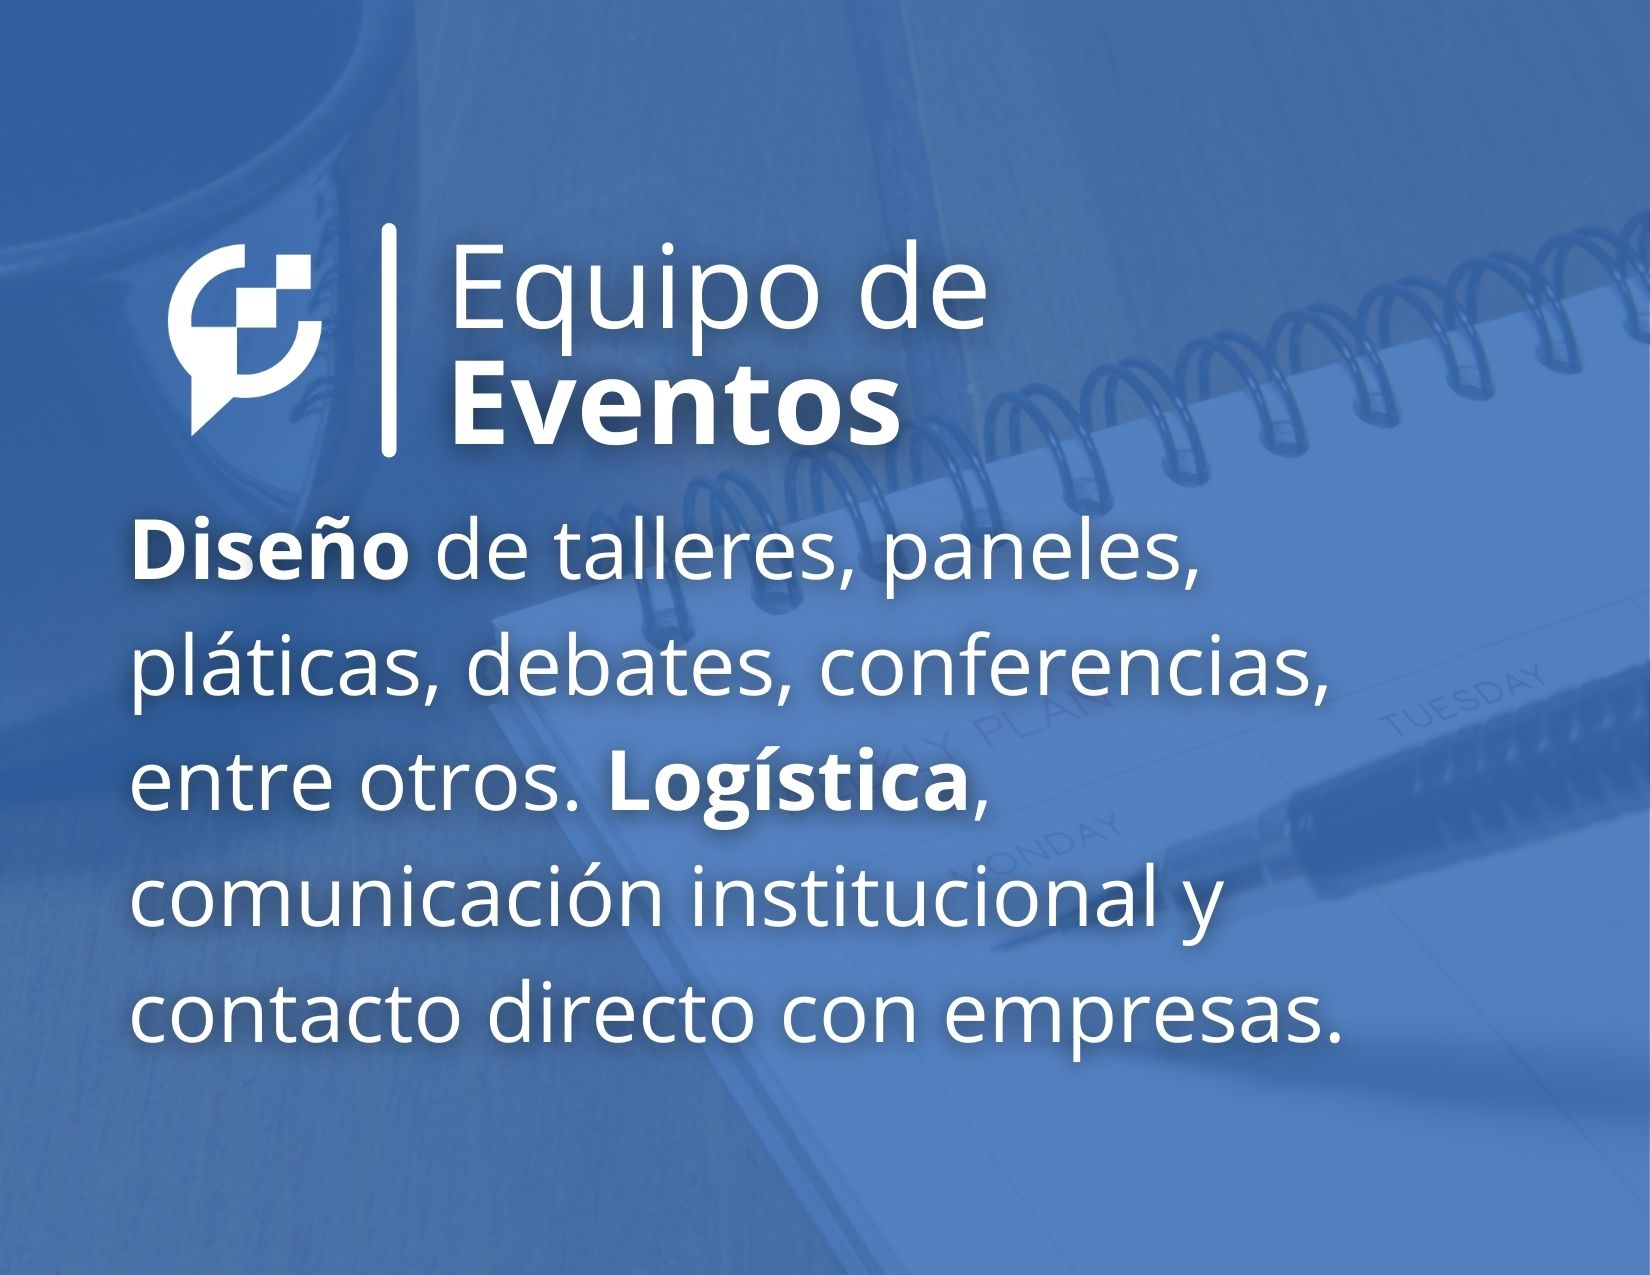 Equipo de
Eventos
Diseño de talleres, paneles,
pláticas, debates, conferencias,
entre otros. Logística,
comunicación institucional y
contacto directo con empresas.
PLAN
TUESDAY
MONDAY